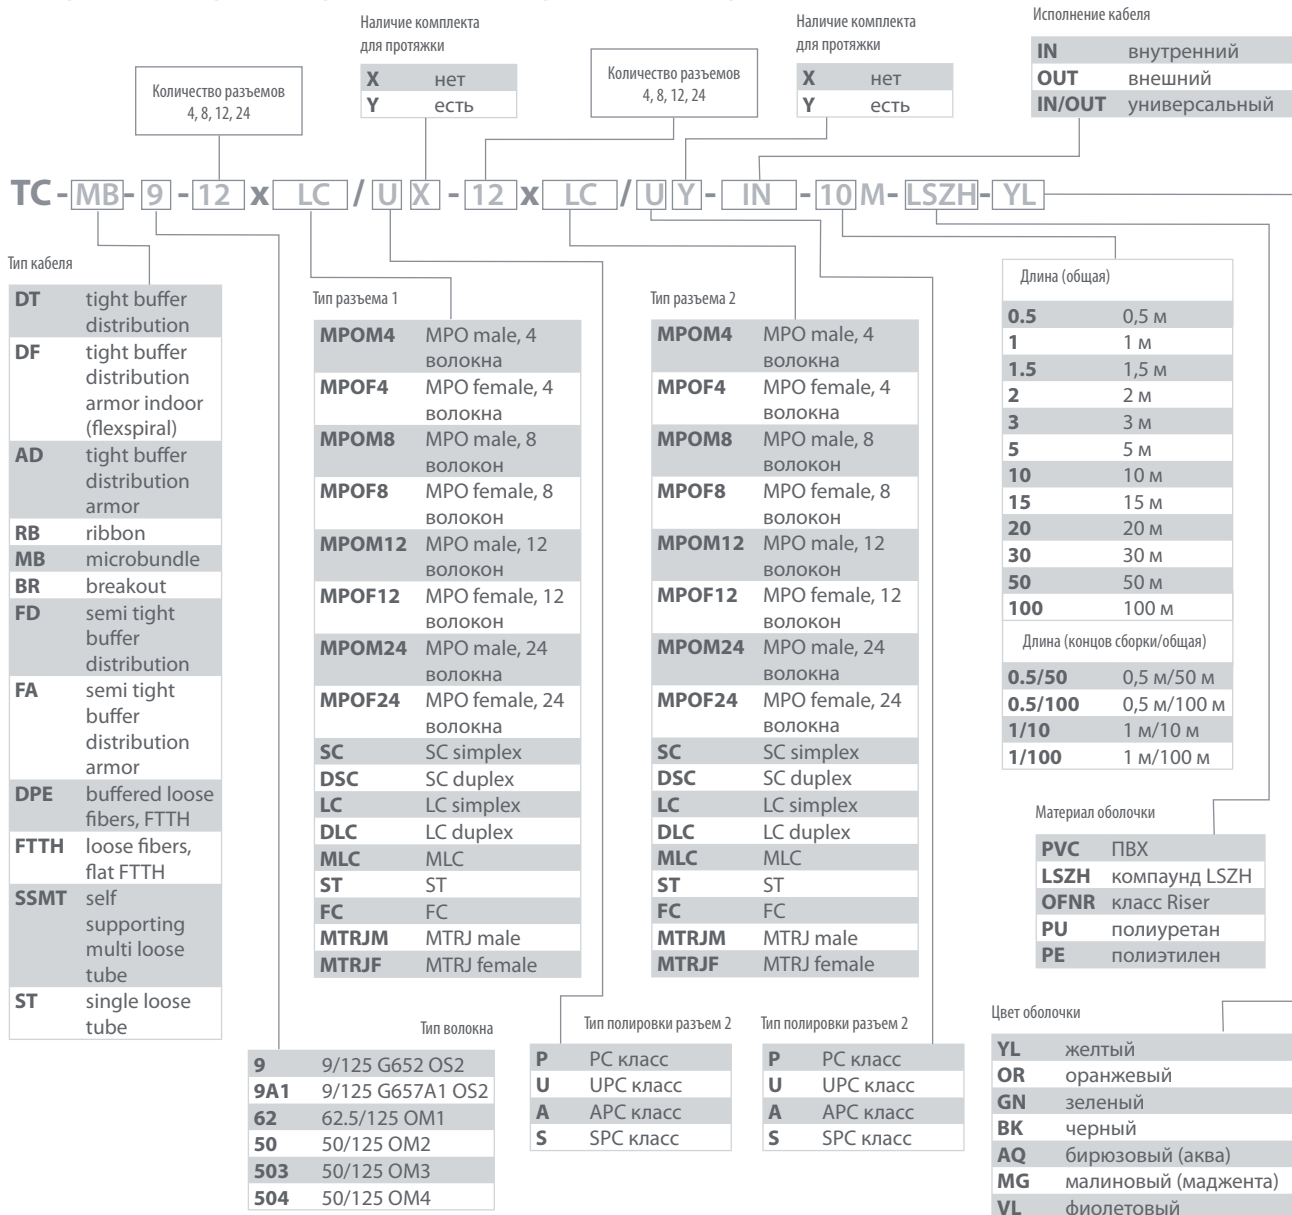 Наличие комплекта
для протяжки
X нет
Y есть
Количество разъемов
4, 8, 12, 24
Наличие комплекта
для протяжки
X нет
Y есть
Количество разъемов
4, 8, 12, 24
Исполнение кабеля
IN внутренний
OUT внешний
IN/OUT универсальный
TC-MB-9-12 x LC / U X - 12 x LC / U Y- IN -10 M- LSZH- YL
Тип кабеля
DT tight buffer
distribution
DF tight buffer
distribution
armor indoor
(flexspiral)
AD tight buffer
distribution
armor
RB ribbon
MB microbundle
BR breakout
FD semi tight
buffer
distribution
FA semi tight
buffer
distribution
armor
DPE buffered loose
fibers, FTTH
FTTH loose fibers,
flat FTTH
SSMT self
supporting
multi loose
tube
ST single loose
tube
Тип разъема 1
MPOM4 MPO male, 4
волокна
MPOF4 MPO female, 4
волокна
MPOM8 MPO male, 8
волокон
MPOF8 MPO female, 8
волокон
MPOM12 MPO male, 12
волокон
MPOF12 MPO female, 12
волокон
MPOM24 MPO male, 24
волокна
MPOF24 MPO female, 24
волокна
SC SC simplex
DSC SC duplex
LC LC simplex
DLC LC duplex
MLC MLC
ST ST
FC FC
MTRJM MTRJ male
MTRJF MTRJ female
Тип разъема 2
MPOM4 MPO male, 4
волокна
MPOF4 MPO female, 4
волокна
MPOM8 MPO male, 8
волокон
MPOF8 MPO female, 8
волокон
MPOM12 MPO male, 12
волокон
MPOF12 MPO female, 12
волокон
MPOM24 MPO male, 24
волокна
MPOF24 MPO female, 24
волокна
SC SC simplex
DSC SC duplex
LC LC simplex
DLC LC duplex
MLC MLC
ST ST
FC FC
MTRJM MTRJ male
MTRJF MTRJ female
Длина (общая)
0.5 0,5 м
1 1 м
1.5 1,5 м
2 2 м
3 3 м
5 5 м
10 10 м
15 15 м
20 20 м
30 30 м
50 50 м
100 100 м
Длина (концов сборки/общая)
0.5/50 0,5 м/50 м
0.5/100 0,5 м/100 м
1/10 1 м/10 м
1/100 1 м/100 м
Материал оболочки
PVC ПВХ
LSZH компаунд LSZH
OFNR класс Riser
PU полиуретан
PE полиэтилен
Тип волокна
9 9/125 G652 OS2
9A1 9/125 G657A1 OS2
62 62.5/125 OM1
50 50/125 OM2
503 50/125 OM3
504 50/125 OM4
Тип полировки разъем 2
P PC класс
U UPC класс
A APC класс
S SPC класс
Тип полировки разъем 2
P PC класс
U UPC класс
A APC класс
S SPC класс
Цвет оболочки
YL желтый
OR оранжевый
GN зеленый
BK черный
AQ бирюзовый (аква)
MG малиновый (маджента)
VL фиолетовый